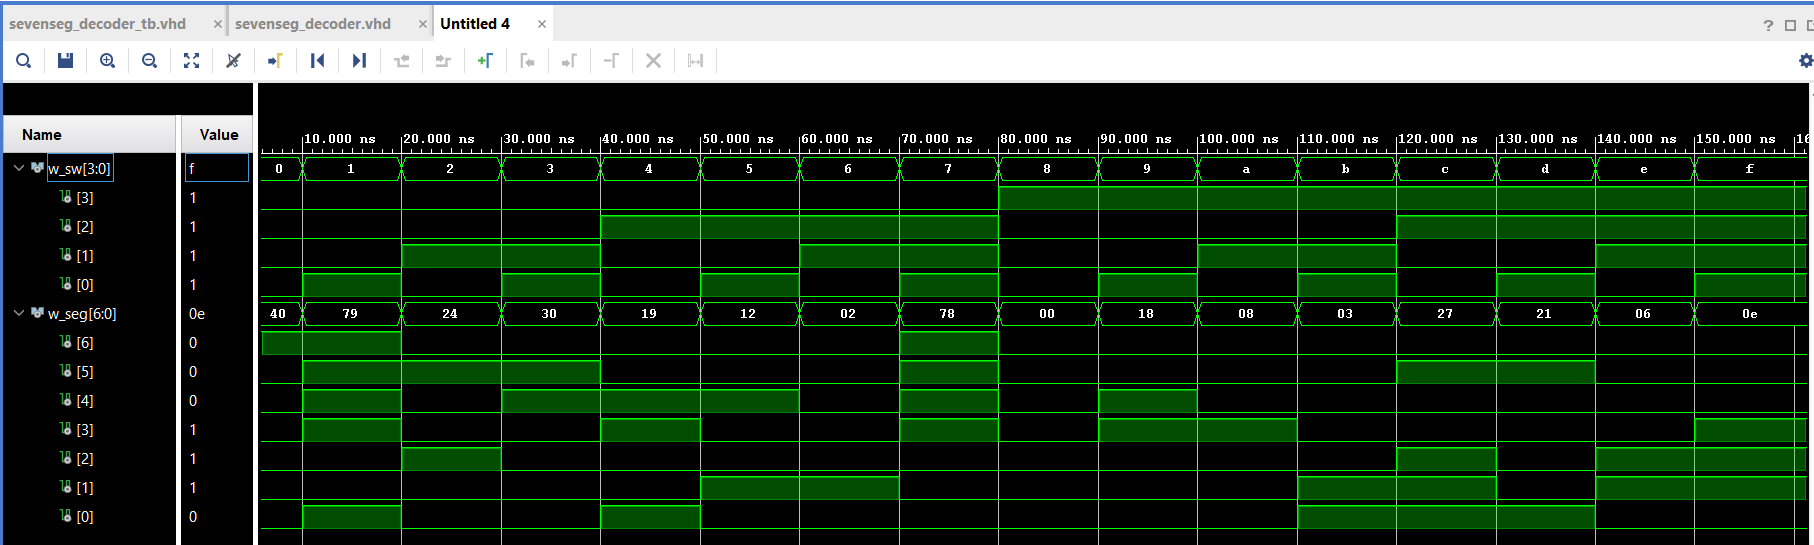 sevenseg_decoder_tb.vhd × sevenseg_decoder.vhd × Untitled 4 × ?
Name Value
10.000 ns 20.000 ns 30.000 ns 40.000 ns 50.000 ns 60.000 ns 70.000 ns 80.000 ns 90.000 ns 100.000 ns 110.000 ns 120.000 ns 130.000 ns 140.000 ns 150.000 ns 16
w_sw[3:0] f 0 1 2 3 4 5 6 7 8 9 a b c d e f
[3] 1
[2] 1
[1] 1
[0] 1
w_seg[6:0] 0e 40 79 24 30 19 12 02 78 00 18 08 03 27 21 06 0e
[6] 0
[5] 0
[4] 0
[3] 1
[2] 1
[1] 1
[0] 0